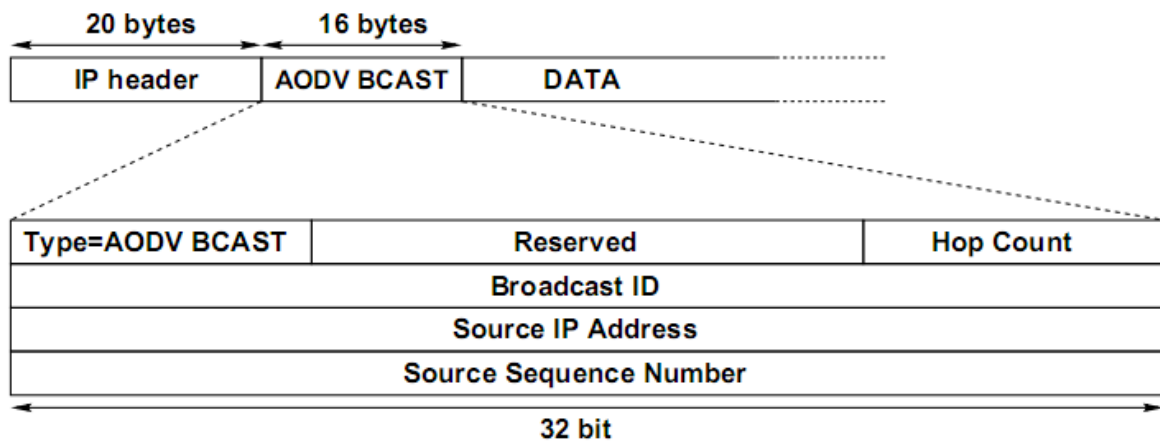 20 bytes 16 bytes
IP header AODV BCAST DATA
Type=AODV BCAST Reserved Hop Count
Broadcast ID
Source IP Address
Source Sequence Number
32 bit